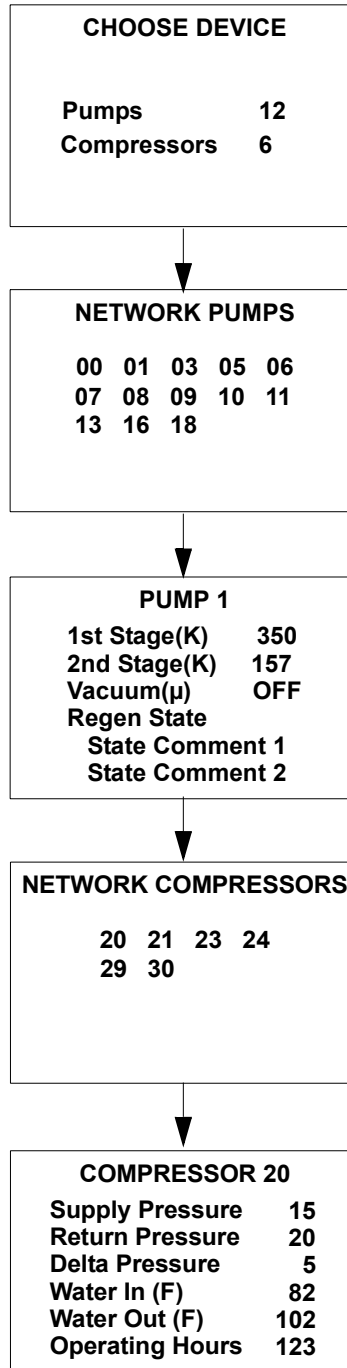 CHOOSE DEVICE
Pumps 12
Compressors 6
NETWORK PUMPS
00 01 03 05 06
07 08 09 10 11
13 16 18
PUMP 1
1st Stage(K) 350
2nd Stage(K) 157
Vacuum(µ) OFF
Regen State
State Comment 1
State Comment 2
NETWORK COMPRESSORS
20 21 23 24
29 30
COMPRESSOR 20
Supply Pressure 15
Return Pressure 20
Delta Pressure 5
Water In (F) 82
Water Out (F) 102
Operating Hours 123